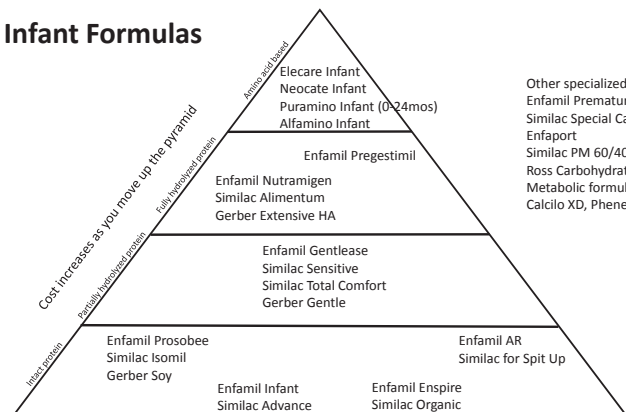 Infant Formulas
Amino acid based
Elecare Infant
Neocate Infant
Puramino Infant (0-24mos)
Alfamino Infant
Other specialized
Enfamil Prematur
Similac Special Ca
Enfaport
Similac PM 60/40
Ross Carbohydrat
Metabolic formul
Calcilo XD, Phene
Cost increases as you move up the pyramid
Fully hydrolyzed protein
Enfamil Pregestimil
Enfamil Nutramigen
Similac Alimentum
Gerber Extensive HA
Partially hydrolyzed protein
Enfamil Gentlease
Similac Sensitive
Similac Total Comfort
Gerber Gentle
Intact protein
Enfamil Prosobee
Similac Isomil
Gerber Soy
Enfamil AR
Similac for Spit Up
Enfamil Infant
Similac Advance
Enfamil Enspire
Similac Organic